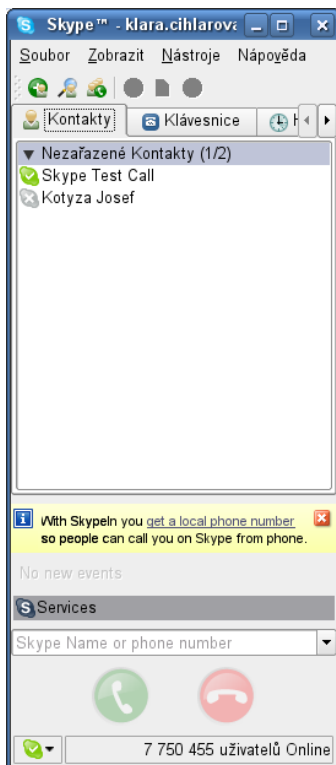 Skype™ - klara.cihlarova
Soubor Zobrazit Nástroje Nápověda
Kontakty Klávesnice
Nezařazené Kontakty (1/2)
Skype Test Call
Kotyza Josef
With SkypeIn you get a local phone number
so people can call you on Skype from phone.
No new events
Services
Skype Name or phone number
7 750 455 uživatelů Online